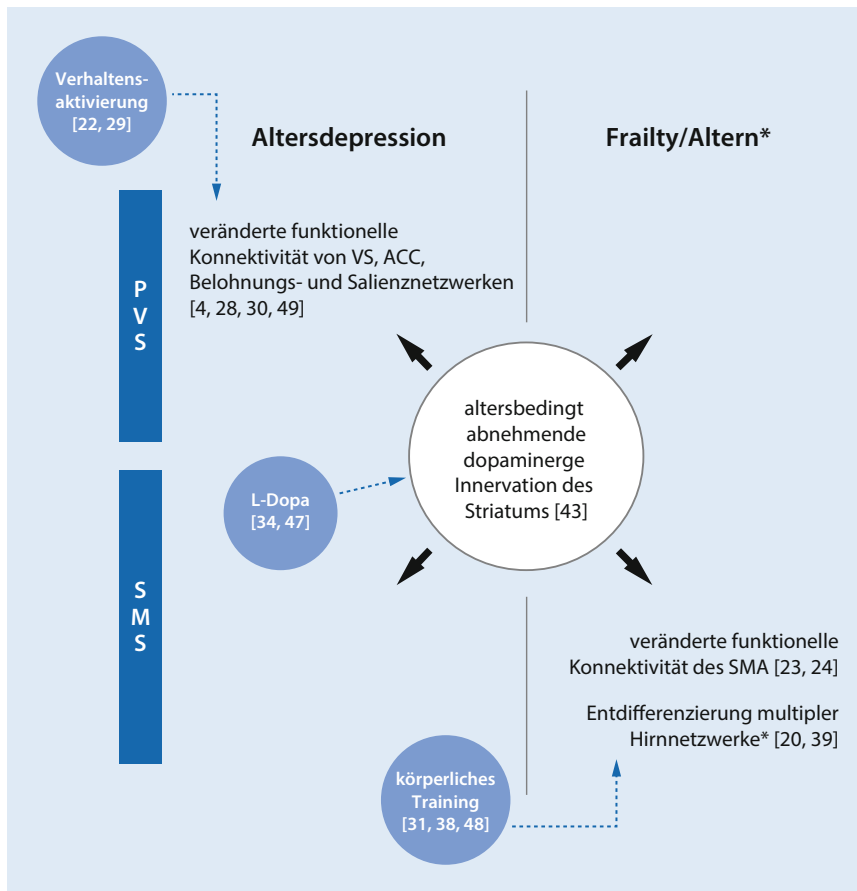 Verhaltens-
aktivierung
[22, 29]
Altersdepression
Frailty/Altern*
P
V
S
veränderte funktionelle
Konnektivität von VS, ACC,
Belohnungs- und Salienznetzwerken
[4, 28, 30, 49]
altersbedingt
abnehmende
dopaminerge
Innervation des
Striatums [43]
L-Dopa
[34, 47]
S
M
S
veränderte funktionelle
Konnektivität des SMA [23, 24]
Entdifferenzierung multipler
Hirnnetzwerke* [20, 39]
körperliches
Training
[31, 38, 48]